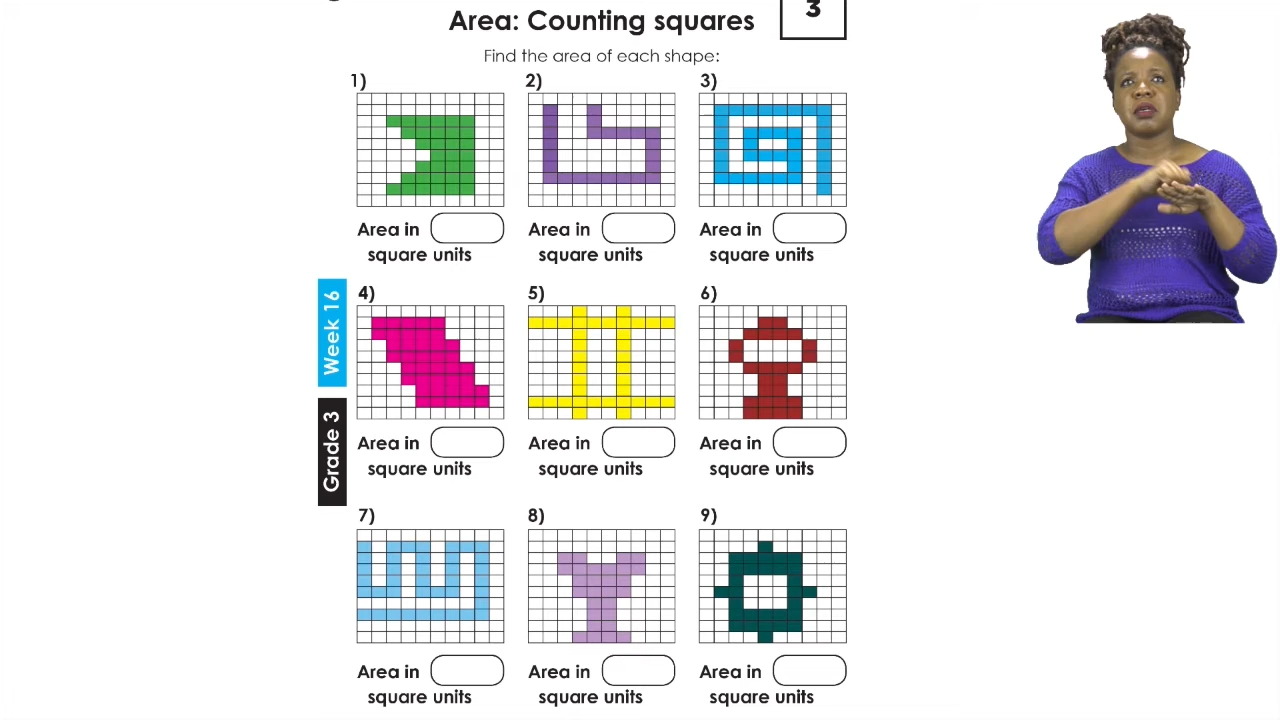 Area: Counting squares
3
Find the area of each shape:
1)
2)
3)
Area in
square units
Area in
square units
Area in
square units
Week 16
Grade 3
4)
5)
6)
Area in
square units
Area in
square units
Area in
square units
7)
8)
9)
Area in
square units
Area in
square units
Area in
square units